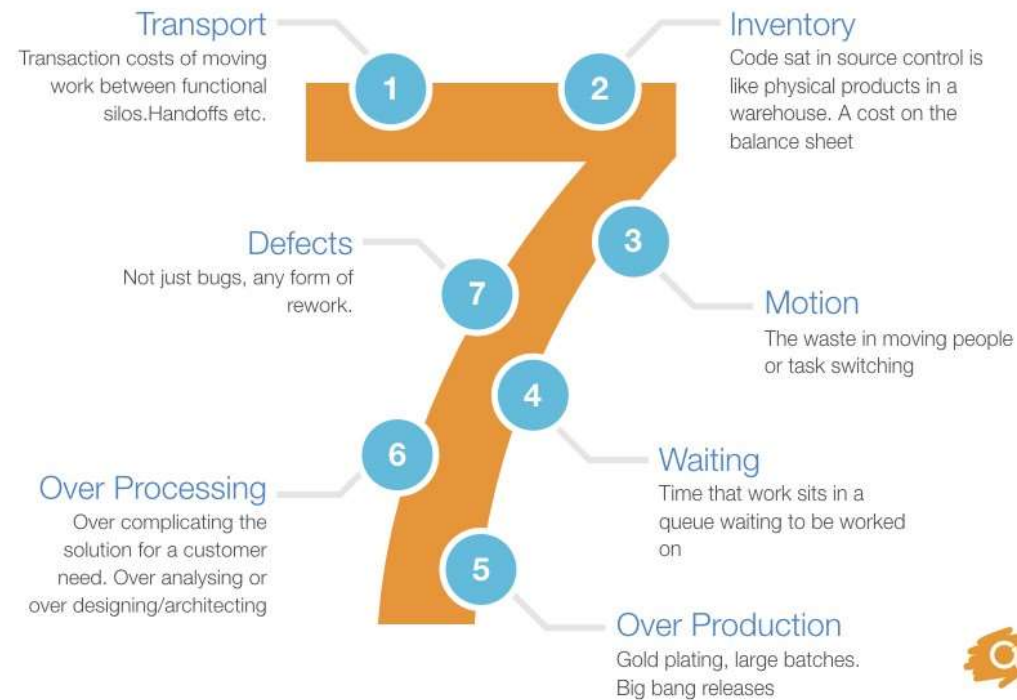 Transport
Transaction costs of moving
work between functional
silos.Handoffs etc.
1
2
Inventory
Code sat in source control is
like physical products in a
warehouse. A cost on the
balance sheet
3
Motion
The waste in moving people
or task switching
4
Waiting
Time that work sits in a
queue waiting to be worked
on
5
Over Production
Gold plating, large batches.
Big bang releases
6
Over Processing
Over complicating the
solution for a customer
need. Over analysing or
over designing/architecting
7
Defects
Not just bugs, any form of
rework.